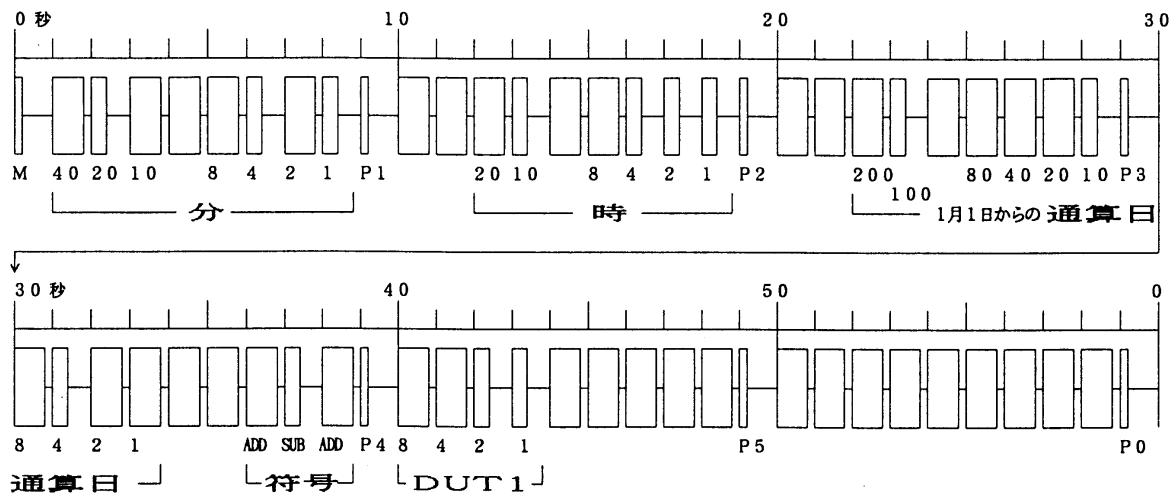 0 秒 10 20 30
M 40 20 10 8 4 2 1 P1 20 10 8 4 2 1 P2 200 100 80 40 20 10 P3
分 時 1月1日からの 通算日
30 秒 40 50 0
8 4 2 1 ADD SUB ADD P4 8 4 2 1 P5 P0
通算日 符号 DUT1